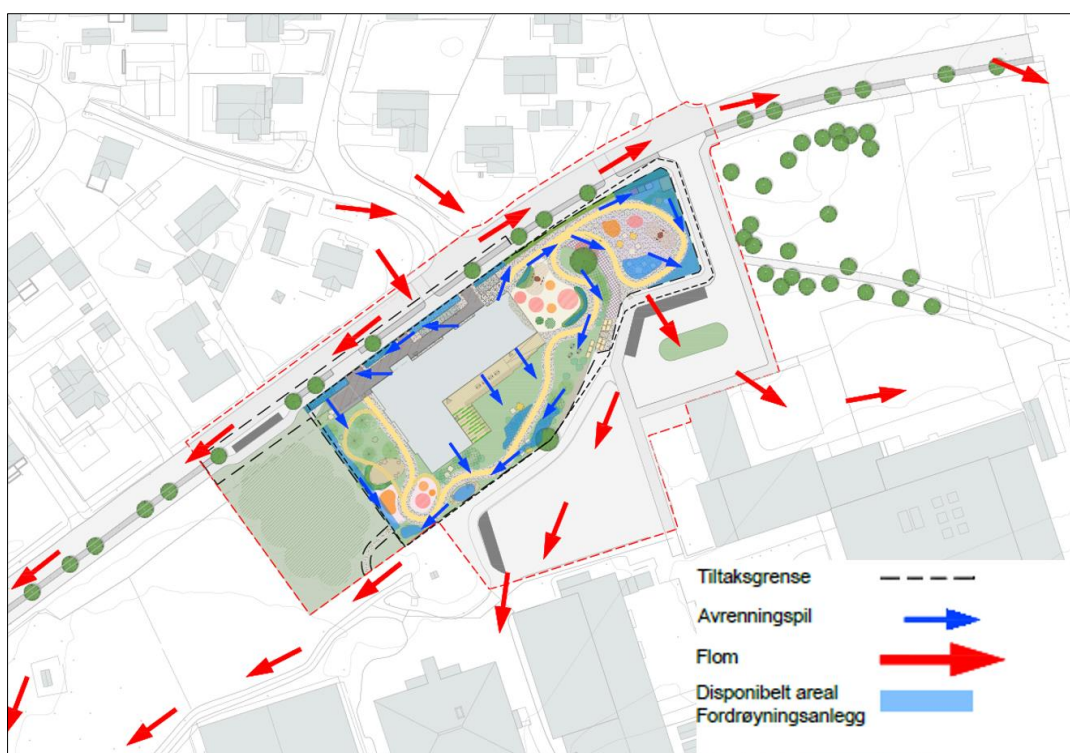 Tiltaksgrense
Avrenningspil
Flom
Disponibelt areal
Fordrøyningsanlegg